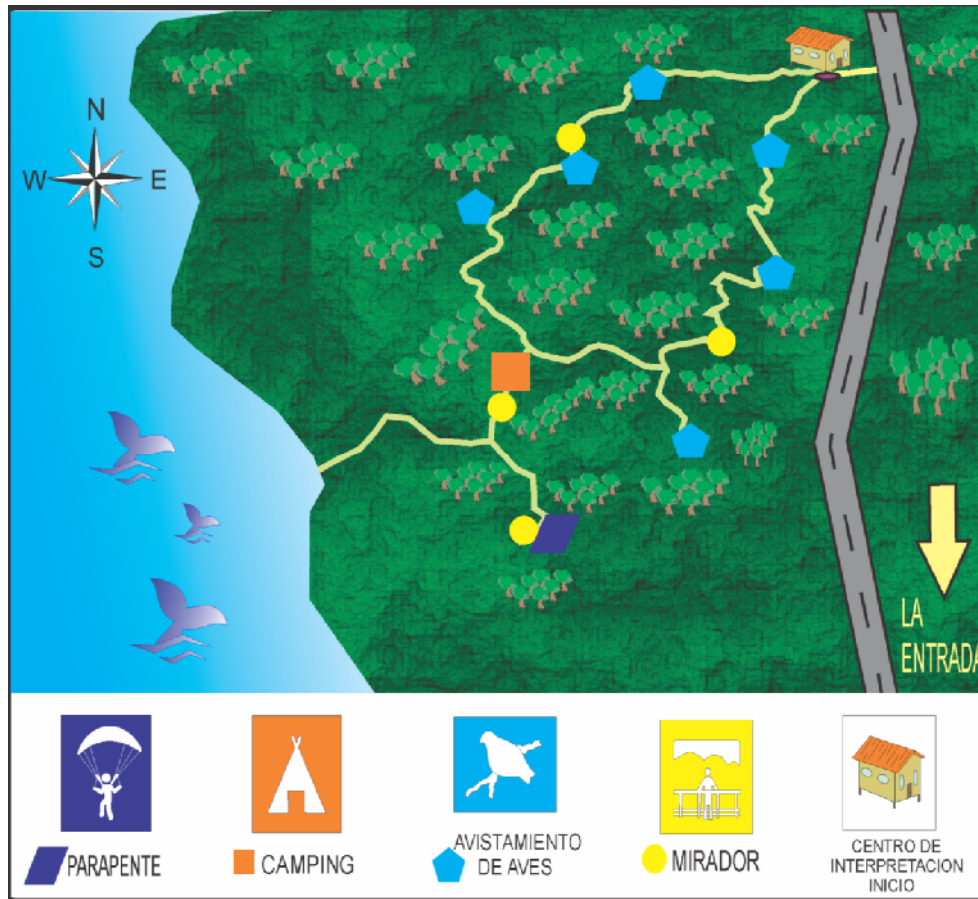 N
W E
S
LA
ENTRADA
PARAPENTE
CAMPING
AVISTAMIENTO
DE AVES
MIRADOR
CENTRO DE
INTERPRETACION
INICIO